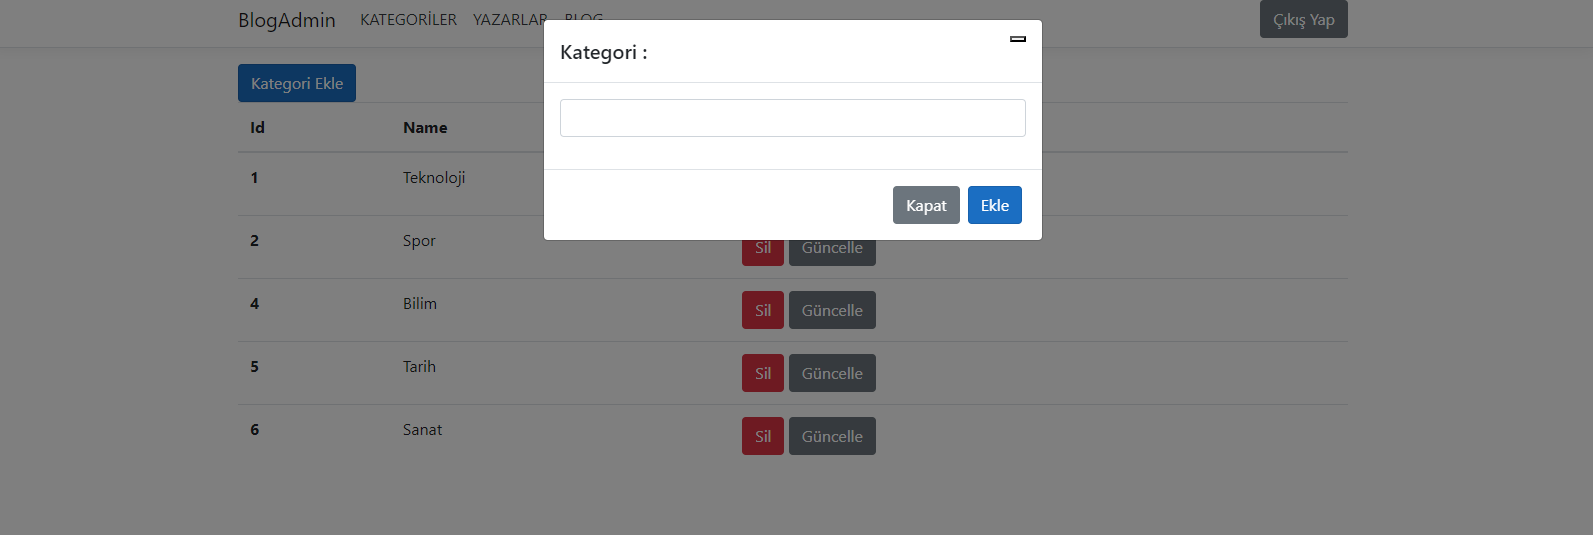 BlogAdmin KATEGORİLER YAZARLAR BLOG Çıkış Yap
Kategori :
Kategori Ekle
Id Name
1 Teknoloji
Kapat Ekle
2 Spor Sil Güncelle
4 Bilim Sil Güncelle
5 Tarih Sil Güncelle
6 Sanat Sil Güncelle